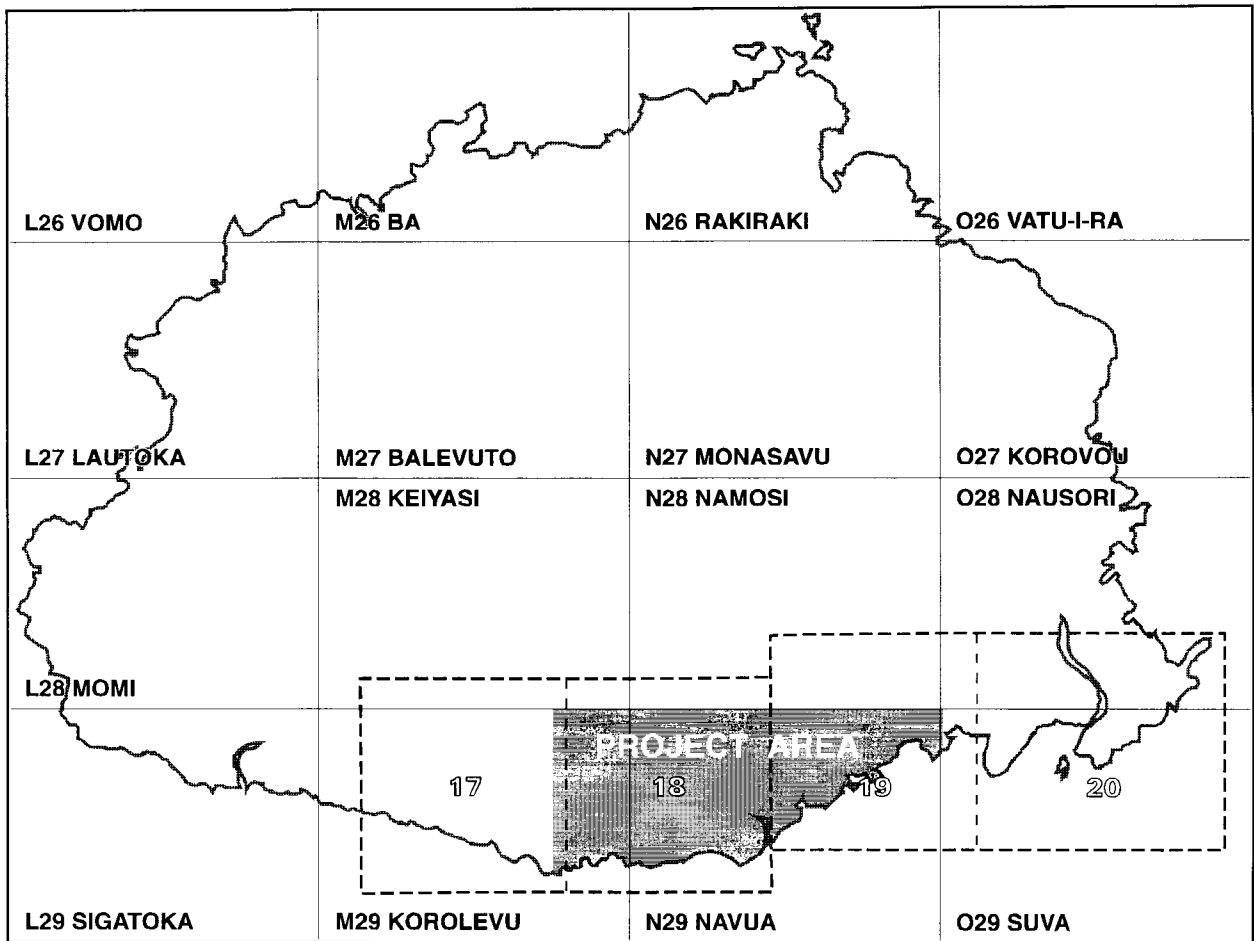 L26 VOMO M26 BA N26 RAKIRAKI O26 VATU-I-RA
L27 LAUTOKA M27 BALEVUTO N27 MONASAVU O27 KOROVOU
M28 KEIYASI N28 NAMOSI O28 NAUSORI
L28 MOMI
PROJECT AREA
17 18 19 20
L29 SIGATOKA M29 KOROLEVU N29 NAVUA O29 SUVA